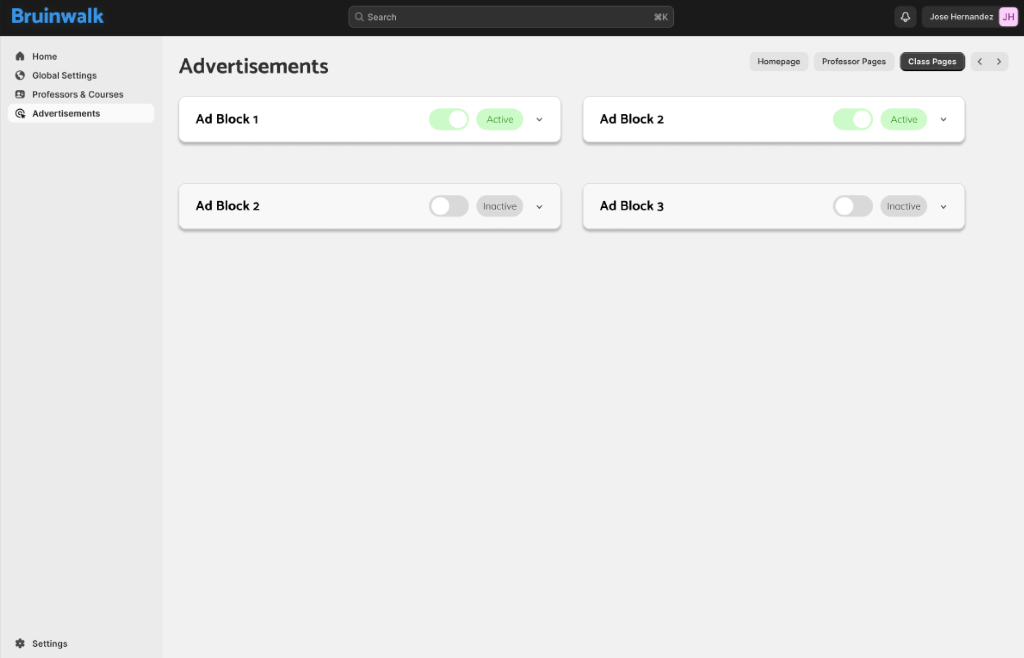 Bruinwalk
Search ⌘K
Jose Hernandez JH
Home
Global Settings
Professors & Courses
Advertisements
Settings
Advertisements
Homepage Professor Pages Class Pages
Ad Block 1 Active
Ad Block 2 Active
Ad Block 2 Inactive
Ad Block 3 Inactive